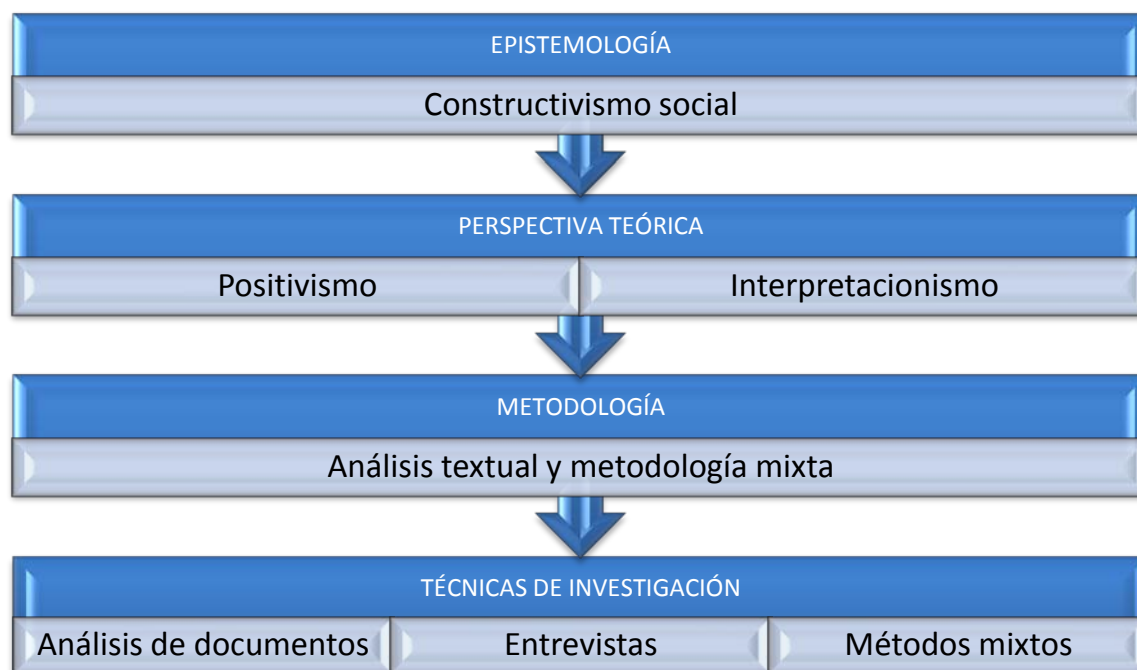 EPISTEMOLOGÍA
Constructivismo social
PERSPECTIVA TEÓRICA
Positivismo Interpretacionismo
METODOLOGÍA
Análisis textual y metodología mixta
TÉCNICAS DE INVESTIGACIÓN
Análisis de documentos Entrevistas Métodos mixtos